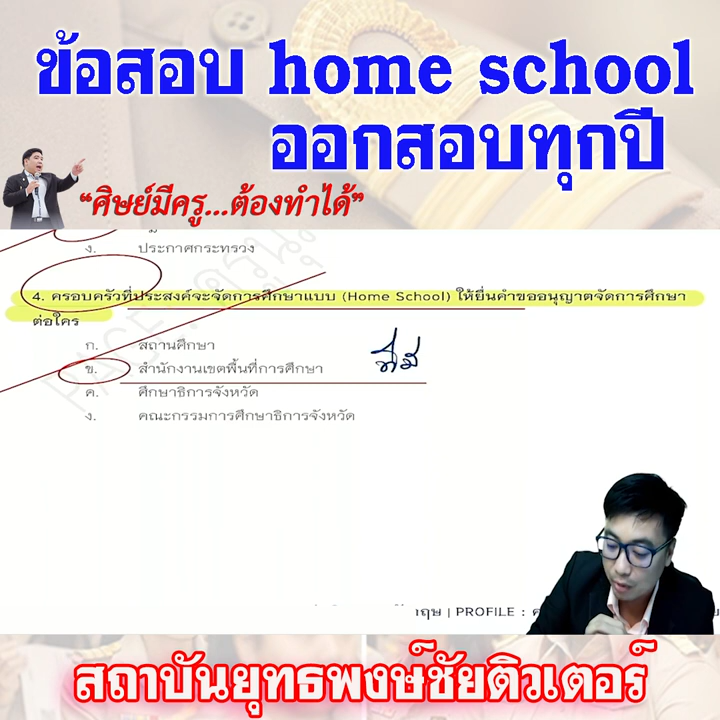 ข้อสอบ home school
ออกสอบทุกปี
“ศิษย์มีครู...ต้องทำได้”
ง. ประกาศกระทรวง
4. ครอบครัวที่ประสงค์จะจัดการศึกษาแบบ (Home School) ให้ยื่นคำขออนุญาตจัดการศึกษา
ต่อใคร
ก. สถานศึกษา
ข. สำนักงานเขตพื้นที่การศึกษา
ค. ศึกษาธิการจังหวัด
ง. คณะกรรมการศึกษาธิการจังหวัด
| PROFILE :
สถาบันยุทธพงษ์ชัยติวเตอร์